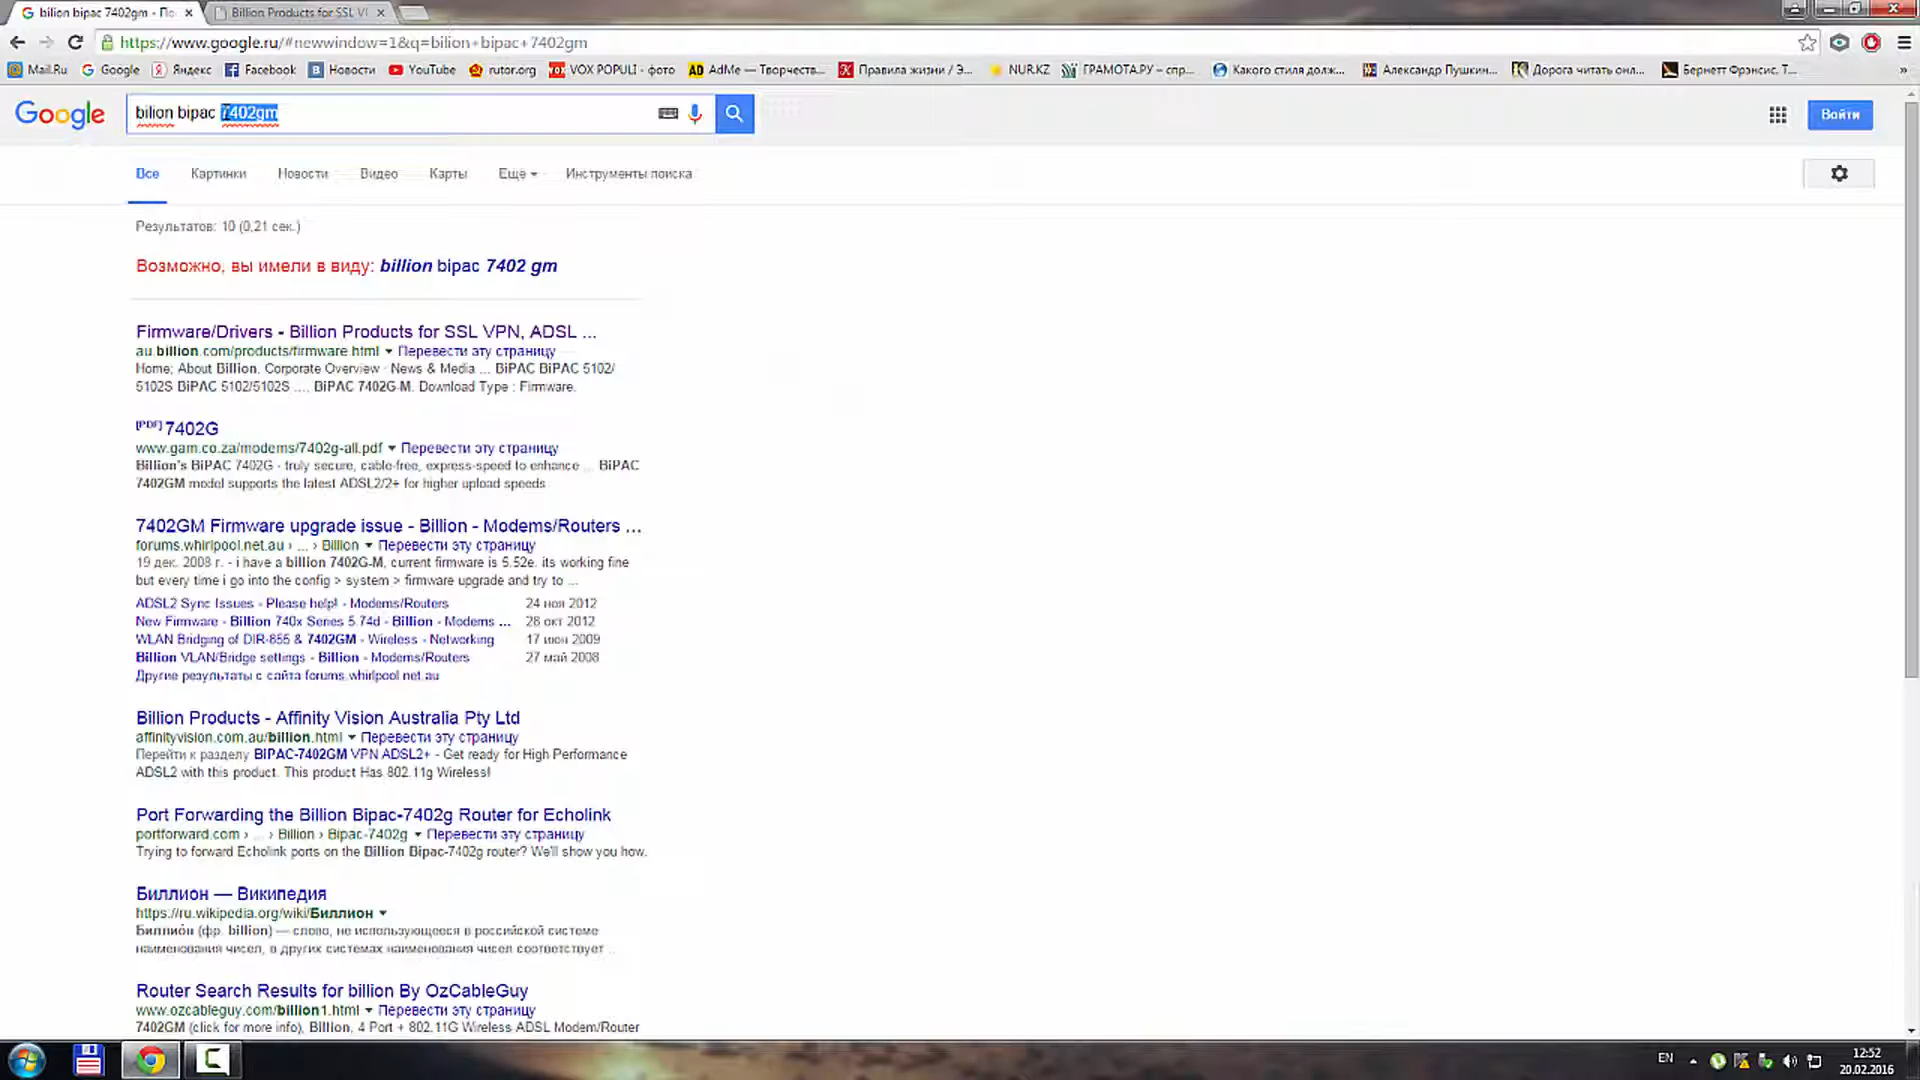 bilion bipac 7402gm - По
Billion Products for SSL V
https://www.google.ru/#newwindow=1&q=bilion+bipac+7402gm
Mail.Ru Google Яндекс Facebook Новости YouTube rutor.org VOX POPULI - фото AdMe — Творчеств... Правила жизни / Э... NUR.KZ ГРАМОТА.РУ – спр... Какого стиля долж... Александр Пушкин... Дорога читать онл... Бернетт Фрэнсис. Т... »
Google bilion bipac 7402gm Войти
Все Картинки Новости Видео Карты Ещё Инструменты поиска
Результатов: 10 (0,21 сек.)
Возможно, вы имели в виду: billion bipac 7402 gm
Firmware/Drivers - Billion Products for SSL VPN, ADSL ...
au.billion.com/products/firmware.html Перевести эту страницу
Home; About Billion. Corporate Overview · News & Media ... BiPAC BiPAC 5102/
5102S BiPAC 5102/5102S .... BiPAC 7402G-M. Download Type : Firmware.
[PDF] 7402G
www.gam.co.za/modems/7402g-all.pdf Перевести эту страницу
Billion's BiPAC 7402G - truly secure, cable-free, express-speed to enhance ... BiPAC
7402GM model supports the latest ADSL2/2+ for higher upload speeds
7402GM Firmware upgrade issue - Billion - Modems/Routers ...
forums.whirlpool.net.au › ... › Billion Перевести эту страницу
19 дек. 2008 г. - i have a billion 7402G-M, current firmware is 5.52e. its working fine
but every time i go into the config > system > firmware upgrade and try to ...
ADSL2 Sync Issues - Please help! - Modems/Routers 24 ноя 2012
New Firmware - Billion 740x Series 5.74d - Billion - Modems ... 28 окт 2012
WLAN Bridging of DIR-855 & 7402GM - Wireless - Networking 17 июн 2009
Billion VLAN/Bridge settings - Billion - Modems/Routers 27 май 2008
Другие результаты с сайта forums.whirlpool.net.au
Billion Products - Affinity Vision Australia Pty Ltd
affinityvision.com.au/billion.html Перевести эту страницу
Перейти к разделу BIPAC-7402GM VPN ADSL2+ - Get ready for High Performance
ADSL2 with this product. This product Has 802.11g Wireless!
Port Forwarding the Billion Bipac-7402g Router for Echolink
portforward.com › ... › Billion › Bipac-7402g Перевести эту страницу
Trying to forward Echolink ports on the Billion Bipac-7402g router? We'll show you how.
Биллион — Википедия
https://ru.wikipedia.org/wiki/Биллион
Биллио́н (фр. billion) — слово, не использующееся в российской системе
наименования чисел, в других системах наименования чисел соответствует ...
Router Search Results for billion By OzCableGuy
www.ozcableguy.com/billion1.html Перевести эту страницу
7402GM (click for more info), Billion, 4 Port + 802.11G Wireless ADSL Modem/Router
EN 12:52
20.02.2016